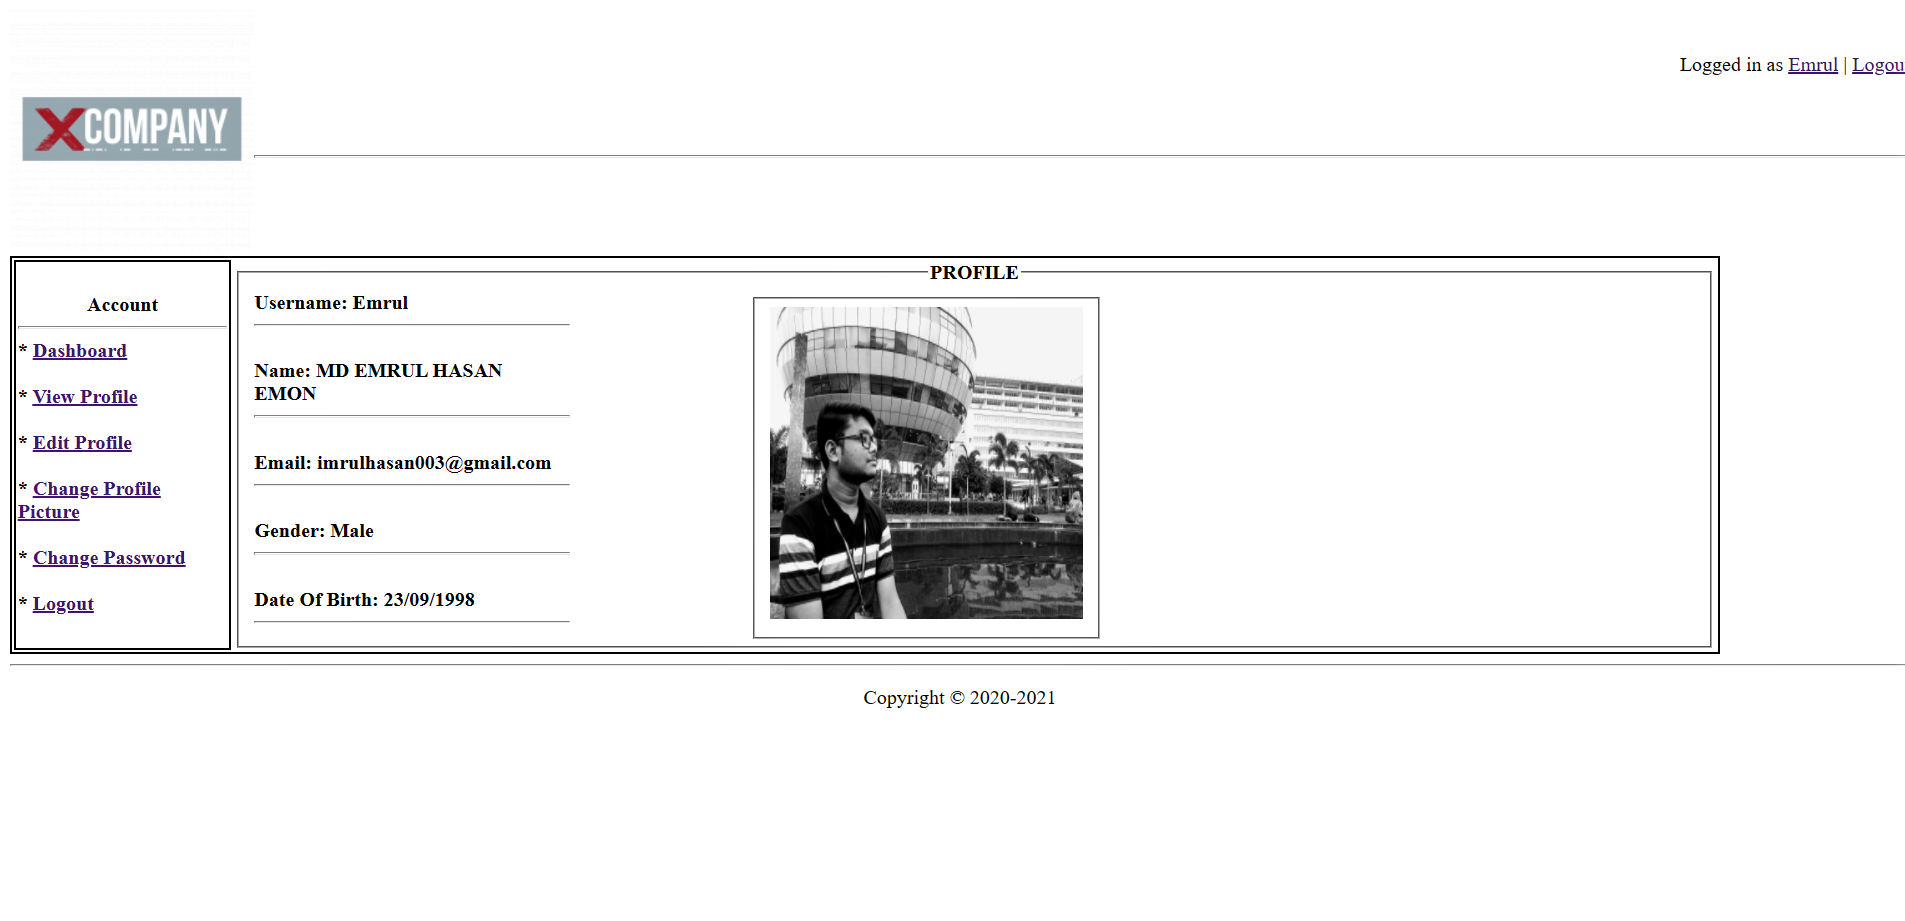 Logged in as Emrul | Logou
XCOMPANY
PROFILE
Account
* Dashboard
* View Profile
* Edit Profile
* Change Profile
Picture
* Change Password
* Logout
Username: Emrul
Name: MD EMRUL HASAN
EMON
Email: imrulhasan003@gmail.com
Gender: Male
Date Of Birth: 23/09/1998
Copyright © 2020-2021